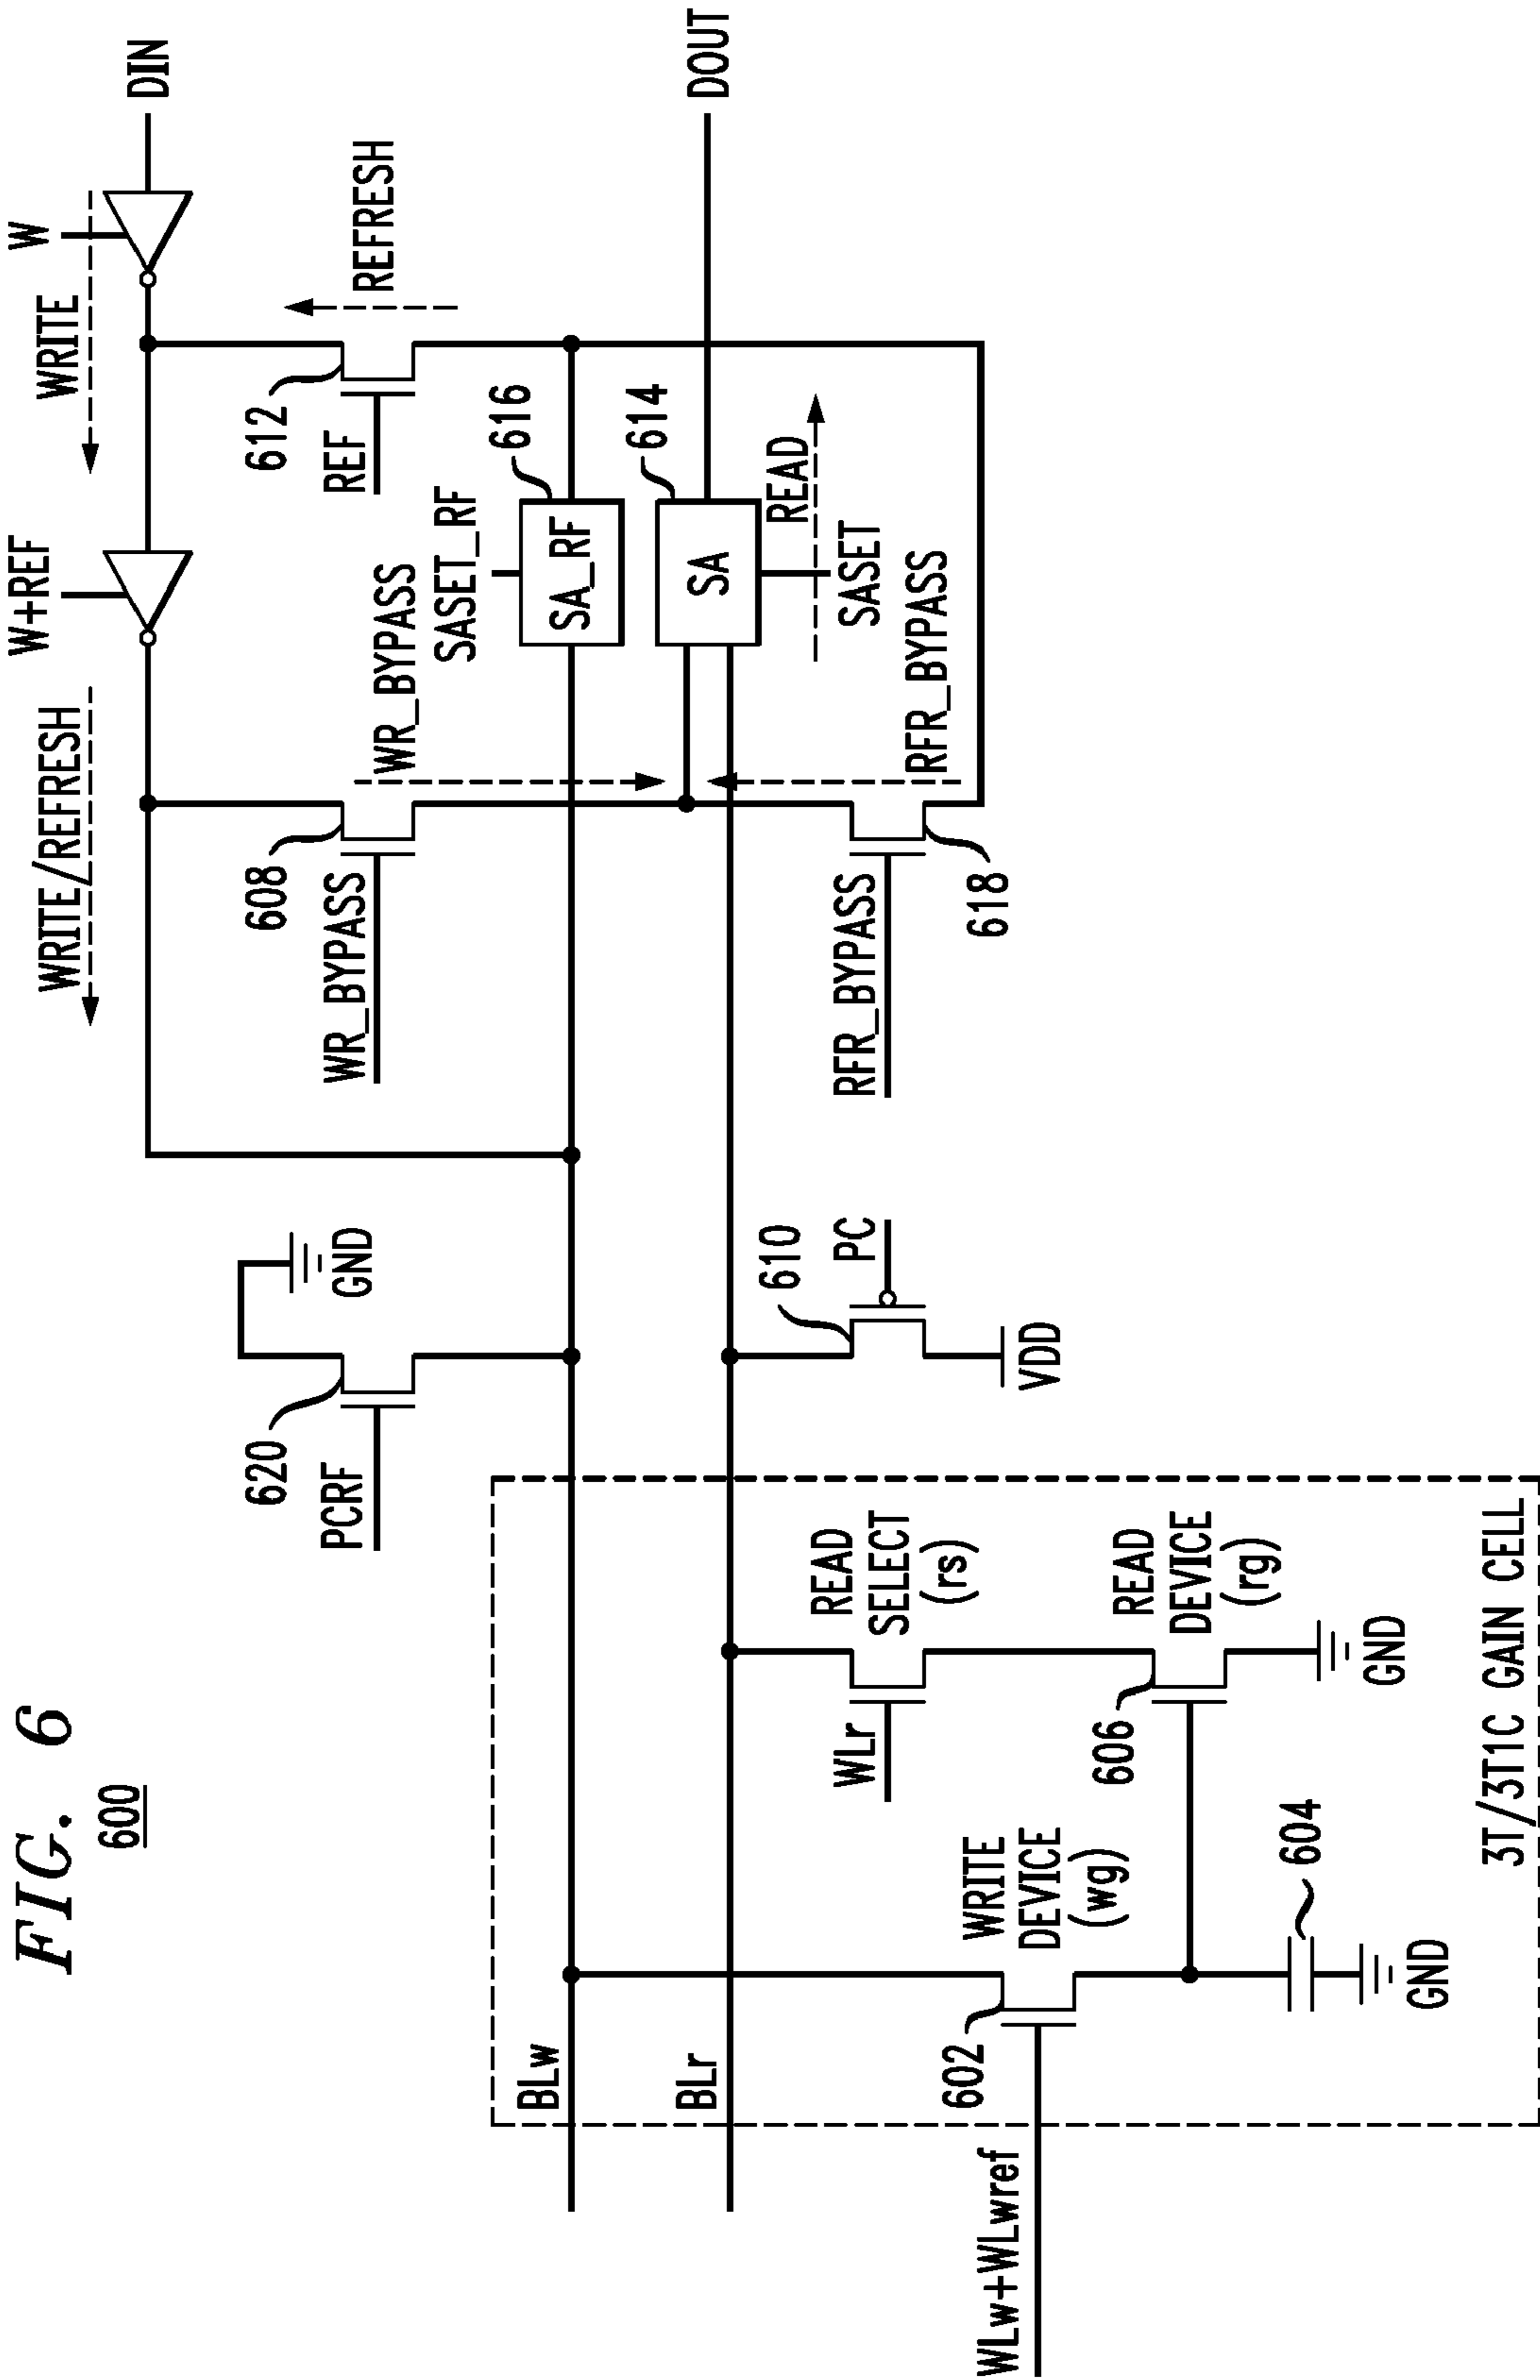 FIG. 6
600
WRITE/REFRESH
W+REF
WRITE
W
DIN
620
GND
PCRF
608
WR_BYPASS
612
REF
REFRESH
WR_BYPASS
SASET_RF
616
SA_RF
614
SA
DOUT
READ
SASET
BLw
BLr
610
PC
VDD
RFR_BYPASS
RFR_BYPASS
618
READ
SELECT
(rs)
WLr
WRITE
DEVICE
(wg)
602
WLw+WLwref
READ
DEVICE
(rg)
606
604
GND
GND
3T/3T1C GAIN CELL